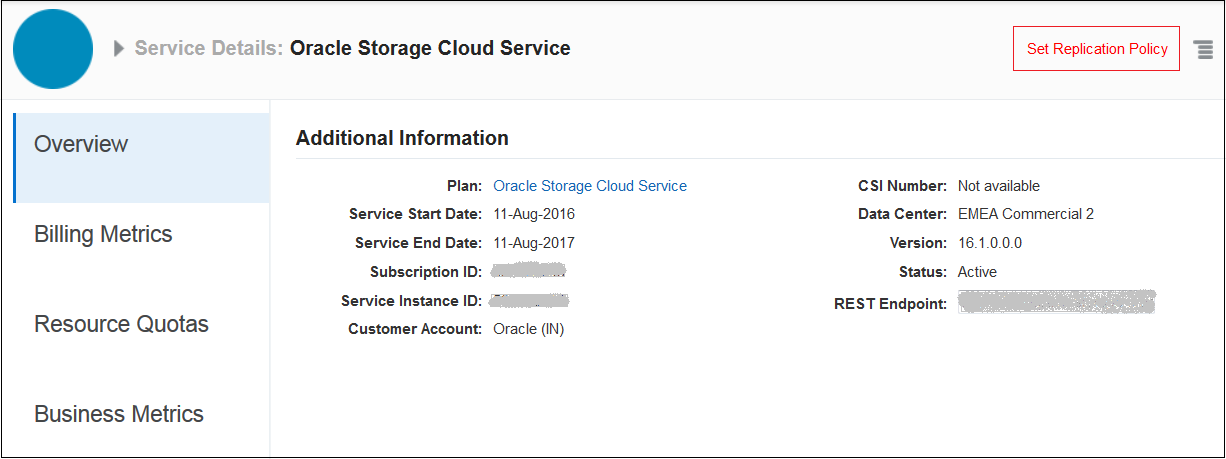 Service Details: Oracle Storage Cloud Service
Set Replication Policy
Overview
Billing Metrics
Resource Quotas
Business Metrics
Additional Information
Plan: Oracle Storage Cloud Service
Service Start Date: 11-Aug-2016
Service End Date: 11-Aug-2017
Subscription ID:
Service Instance ID:
Customer Account: Oracle (IN)
CSI Number: Not available
Data Center: EMEA Commercial 2
Version: 16.1.0.0.0
Status: Active
REST Endpoint: